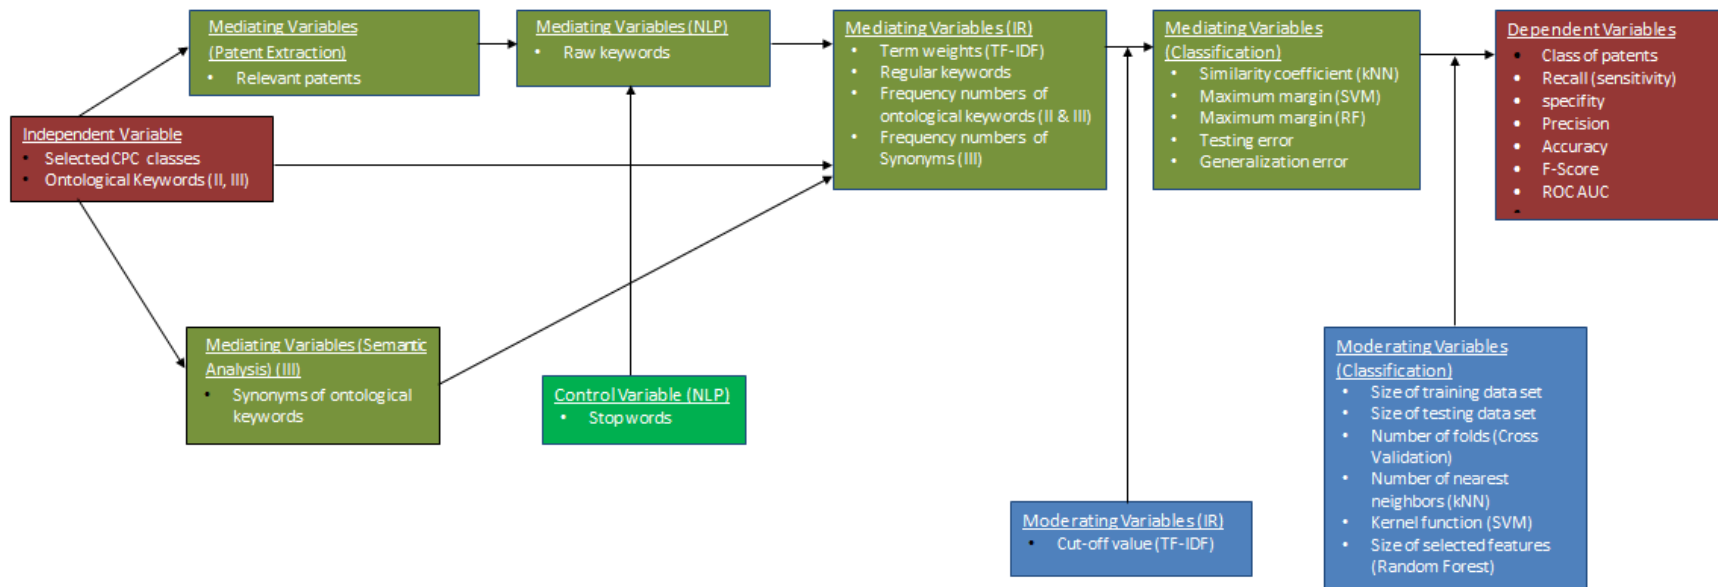 Mediating Variables
(Patent Extraction)
• Relevant patents
Mediating Variables (NLP)
• Raw keywords
Mediating Variables (IR)
• Term weights (TF-IDF)
• Regular keywords
• Frequency numbers of
ontological keywords (II & III)
• Frequency numbers of
Synonyms (III)
Mediating Variables
(Classification)
• Similarity coefficient (kNN)
• Maximum margin (SVM)
• Maximum margin (RF)
• Testing error
• Generalization error
Dependent Variables
• Class of patents
• Recall (sensitivity)
• specifity
• Precision
• Accuracy
• F-Score
• ROC AUC
Independent Variable
• Selected CPC classes
• Ontological Keywords (II, III)
Mediating Variables (Semantic
Analysis) (III)
• Synonyms of ontological
keywords
Control Variable (NLP)
• Stop words
Moderating Variables (IR)
• Cut-off value (TF-IDF)
Moderating Variables
(Classification)
• Size of training data set
• Size of testing data set
• Number of folds (Cross
Validation)
• Number of nearest
neighbors (kNN)
• Kernel function (SVM)
• Size of selected features
(Random Forest)